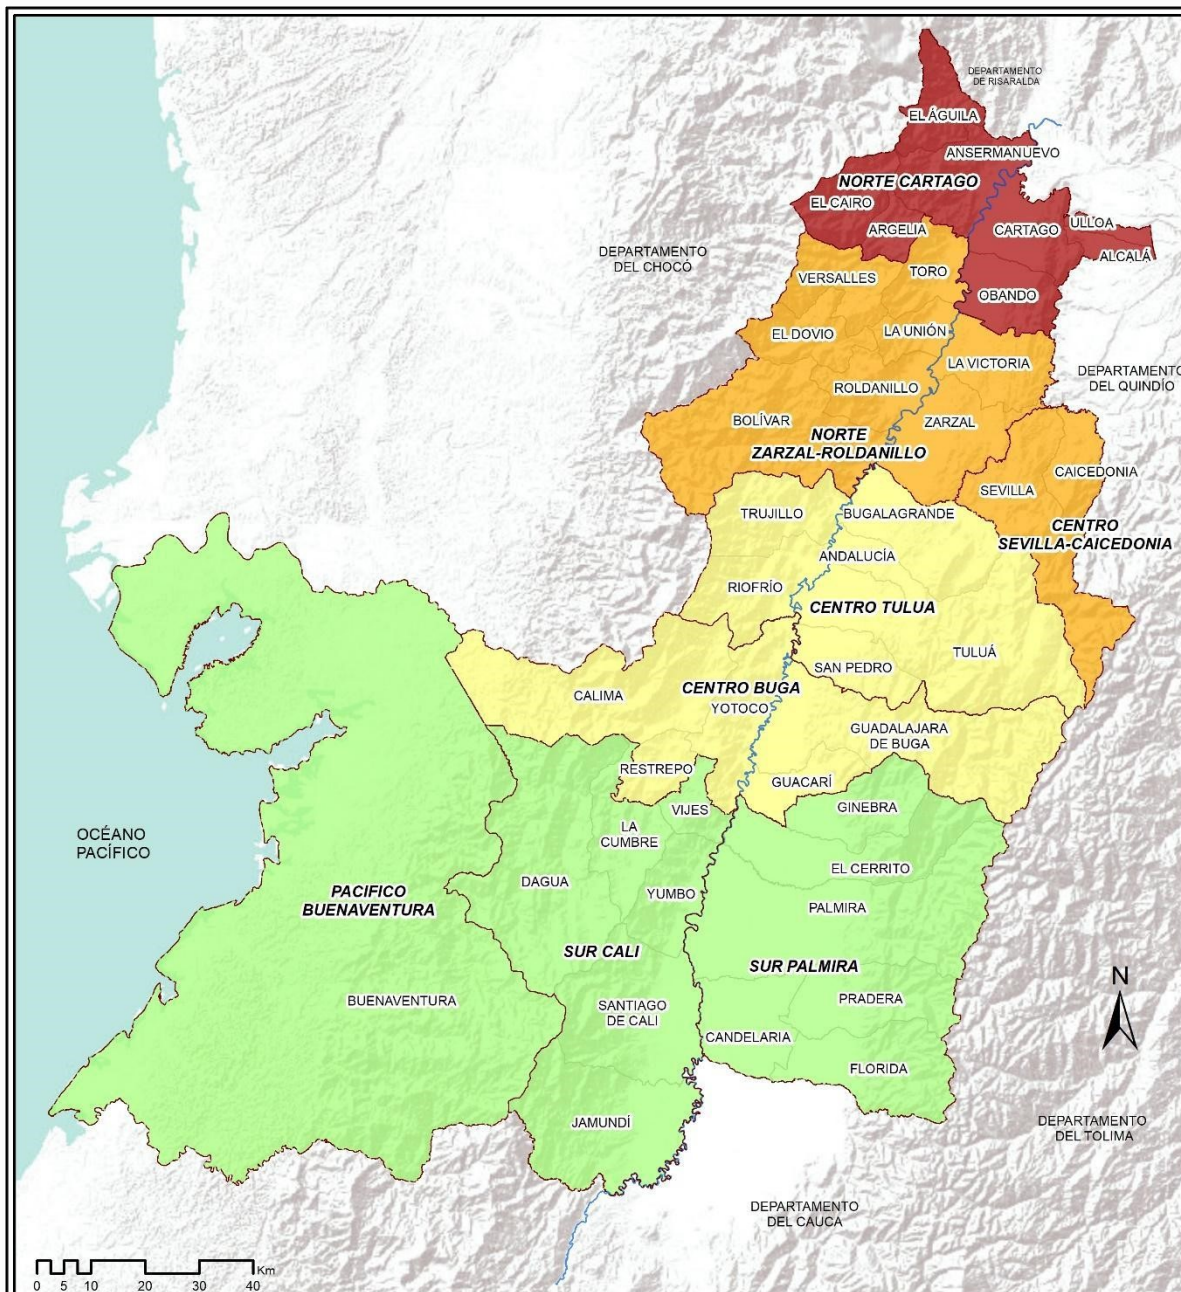 DEPARTAMENTO
DE RISARALDA
EL ÁGUILA
ANSERMANUEVO
NORTE CARTAGO
EL CAIRO
ARGELIA
CARTAGO
ULLOA
ALCALÁ
DEPARTAMENTO
DEL CHOCÓ
VERSALLES
TORO
OBANDO
EL DOVIO
LA UNIÓN
LA VICTORIA
DEPARTAMENTO
DEL QUINDÍO
ROLDANILLO
BOLÍVAR
ZARZAL
NORTE
ZARZAL-ROLDANILLO
CAICEDONIA
SEVILLA
CENTRO
SEVILLA-CAICEDONIA
TRUJILLO
BUGALAGRANDE
ANDALUCÍA
RIOFRÍO
CENTRO TULUA
TULUÁ
SAN PEDRO
CALIMA
CENTRO BUGA
YOTOCO
GUADALAJARA
DE BUGA
RESTREPO
GUACARÍ
VIJES
GINEBRA
LA
CUMBRE
OCÉANO
PACÍFICO
EL CERRITO
DAGUA
YUMBO
PACIFICO
BUENAVENTURA
PALMIRA
SUR CALI
SUR PALMIRA
BUENAVENTURA
SANTIAGO
DE CALI
PRADERA
N
CANDELARIA
FLORIDA
JAMUNDÍ
DEPARTAMENTO
DEL TOLIMA
DEPARTAMENTO
DEL CAUCA
Km
0 5 10 20 30 40